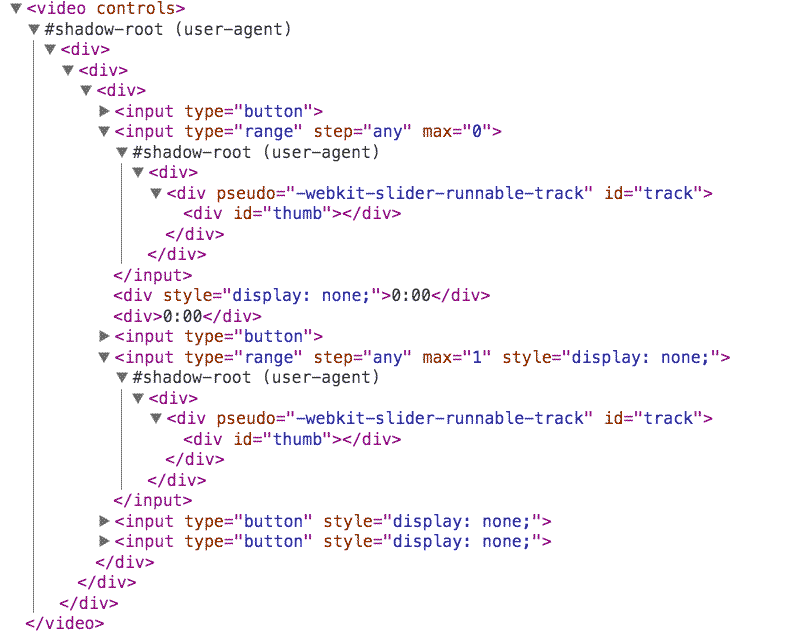 <video controls>
#shadow-root (user-agent)
<div>
<div>
<div>
<input type="button">
<input type="range" step="any" max="0">
#shadow-root (user-agent)
<div>
<div pseudo="-webkit-slider-runnable-track" id="track">
<div id="thumb"></div>
</div>
</div>
</input>
<div style="display: none;">0:00</div>
<div>0:00</div>
<input type="button">
<input type="range" step="any" max="1" style="display: none;">
#shadow-root (user-agent)
<div>
<div pseudo="-webkit-slider-runnable-track" id="track">
<div id="thumb"></div>
</div>
</div>
</input>
<input type="button" style="display: none;">
<input type="button" style="display: none;">
</div>
</div>
</div>
</video>